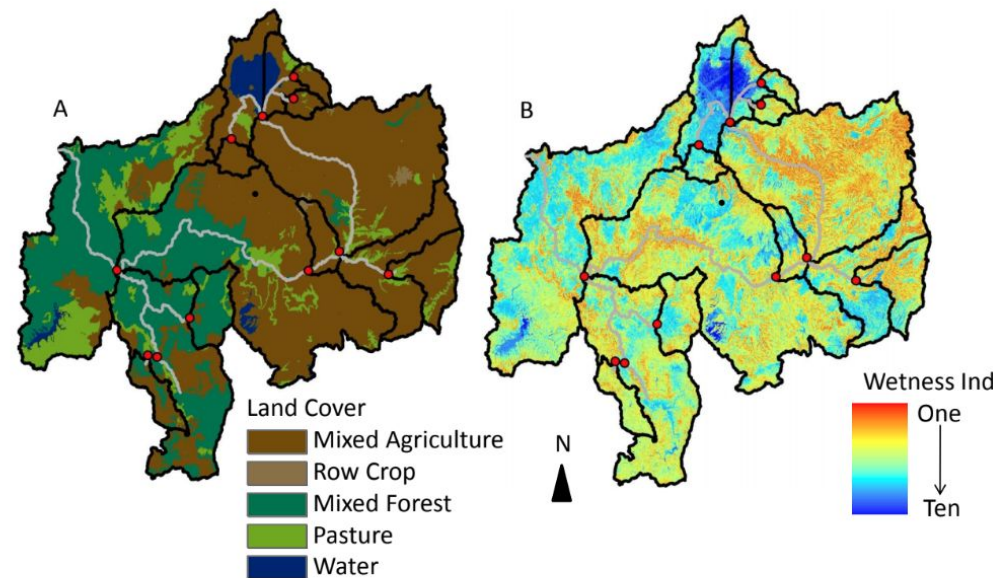 A
B
Land Cover
Mixed Agriculture
Row Crop
Mixed Forest
Pasture
Water
N
Wetness Ind
One
Ten